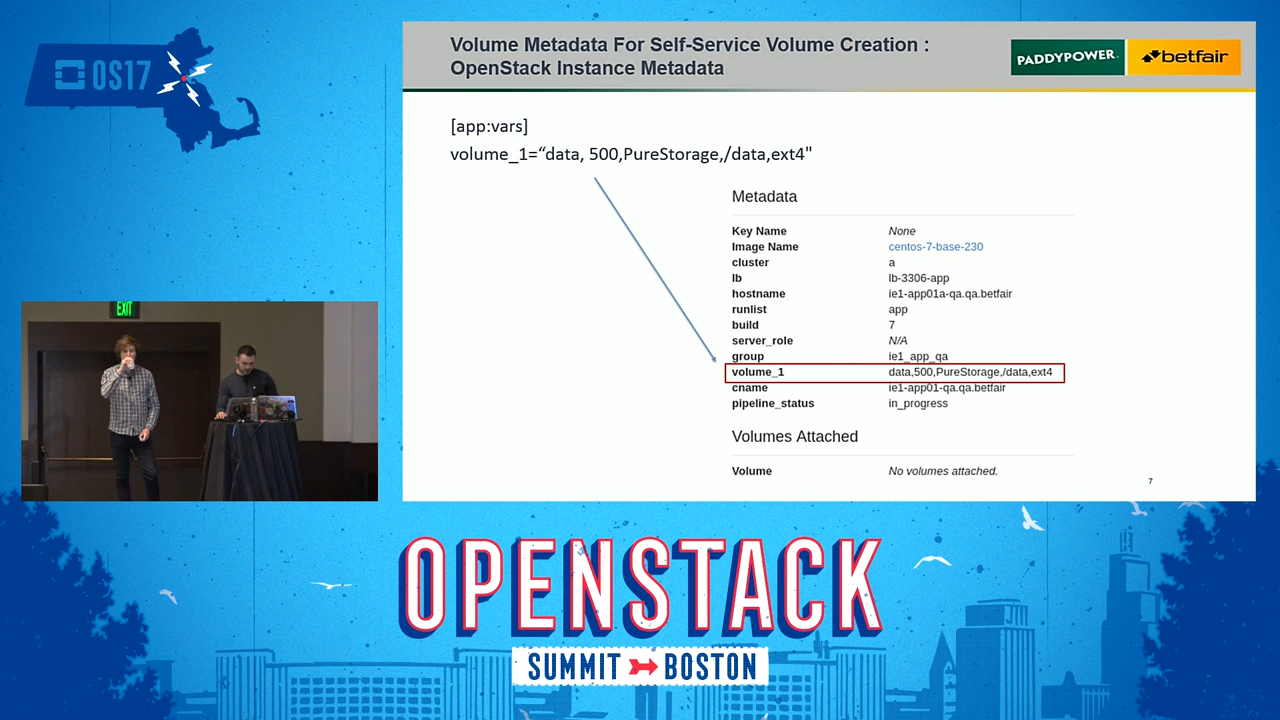 OS17
Volume Metadata For Self-Service Volume Creation :
OpenStack Instance Metadata
PADDYPOWER.
betfair
[app:vars]
volume_1=“data, 500,PureStorage,/data,ext4"
Metadata
Key Name None
Image Name centos-7-base-230
cluster a
lb lb-3306-app
hostname ie1-app01a-qa.qa.betfair
runlist app
build 7
server_role N/A
group ie1_app_qa
volume_1 data,500,PureStorage,/data,ext4
cname ie1-app01-qa.qa.betfair
pipeline_status in_progress
Volumes Attached
Volume No volumes attached.
7
EXIT
OPENSTACK
SUMMIT BOSTON